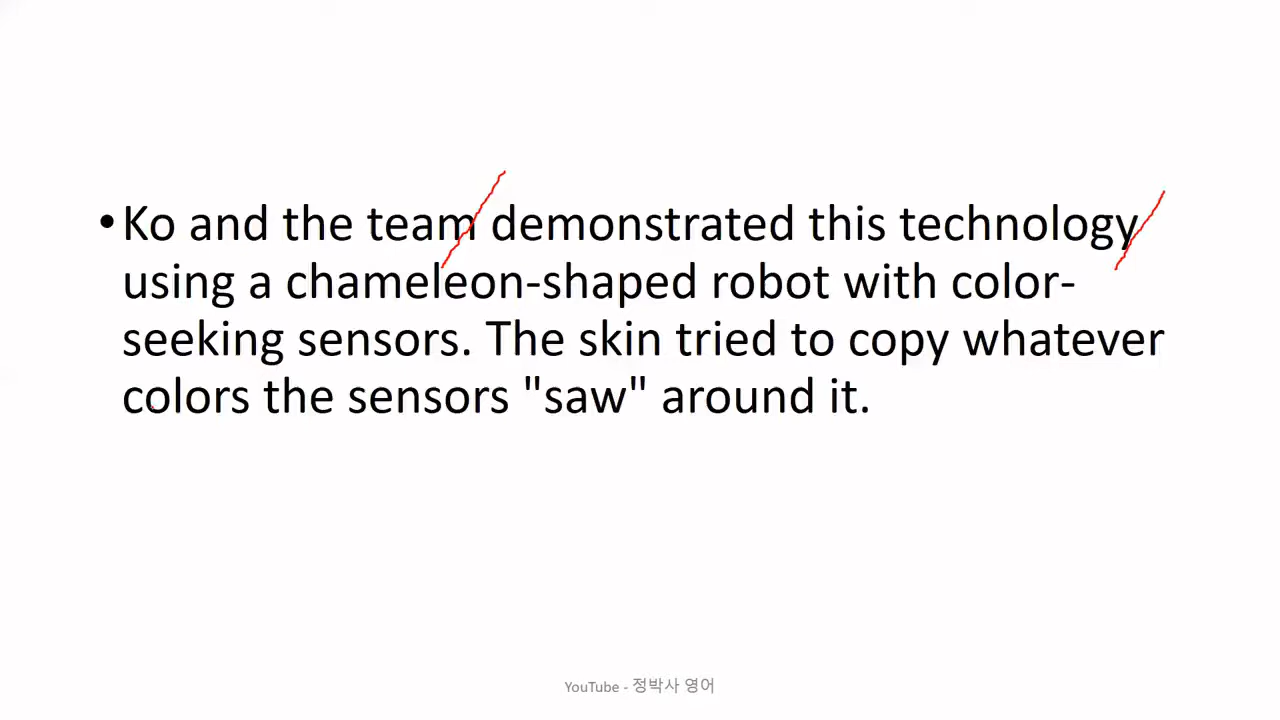 •Ko and the team demonstrated this technology
using a chameleon-shaped robot with color-
seeking sensors. The skin tried to copy whatever
colors the sensors "saw" around it.
YouTube - 정박사 영어